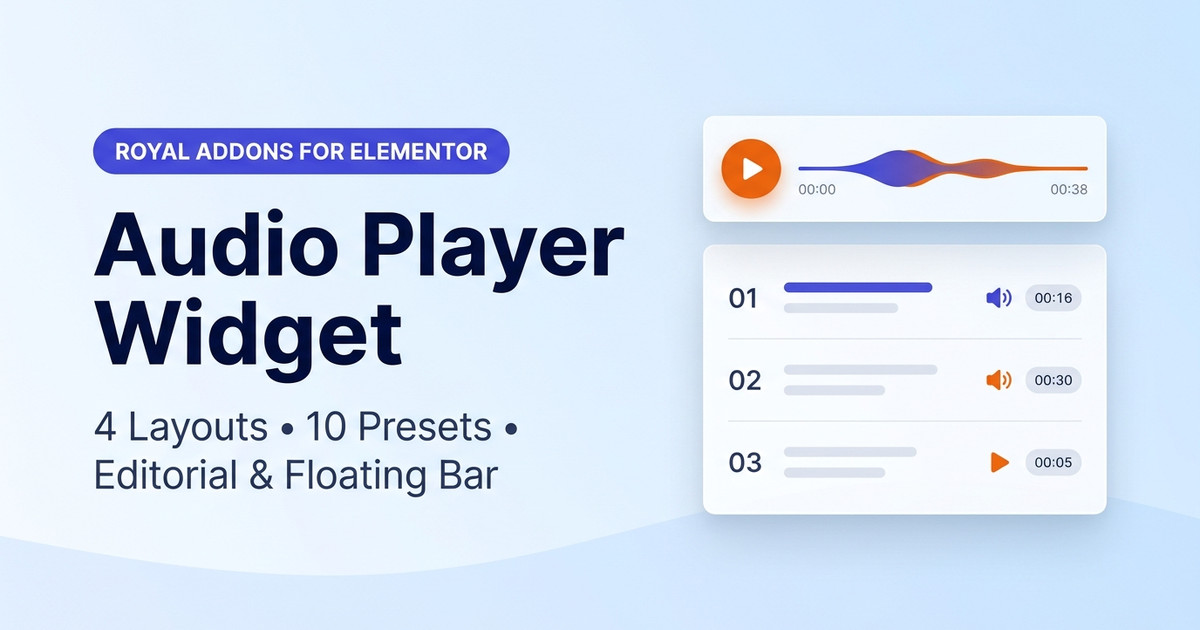 ROYAL ADDONS FOR ELEMENTOR
Audio Player
Widget
4 Layouts • 10 Presets •
Editorial & Floating Bar
00:00
00:38
01
00:16
02
00:30
03
00:05